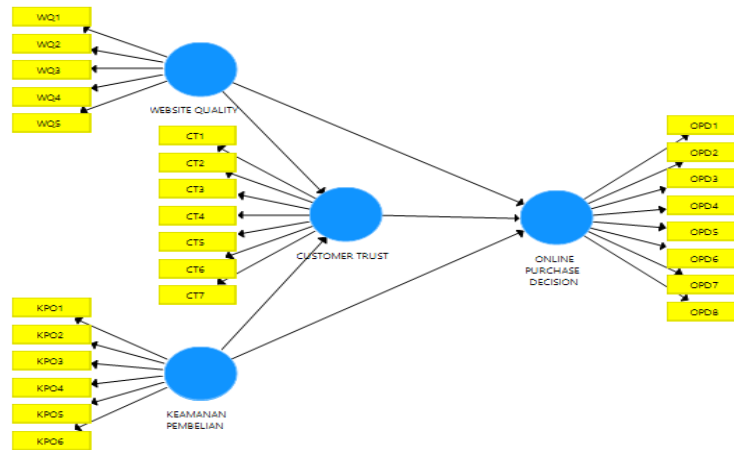 WQ1
WQ2
WQ3
WQ4
WQ5
WEBSITE QUALITY
CT1
CT2
CT3
CT4
CT5
CT6
CT7
CUSTOMER TRUST
OPD1
OPD2
OPD3
OPD4
OPD5
OPD6
OPD7
OPD8
ONLINE
PURCHASE
DECISION
KPO1
KPO2
KPO3
KPO4
KPO5
KPO6
KEAMANAN
PEMBELIAN